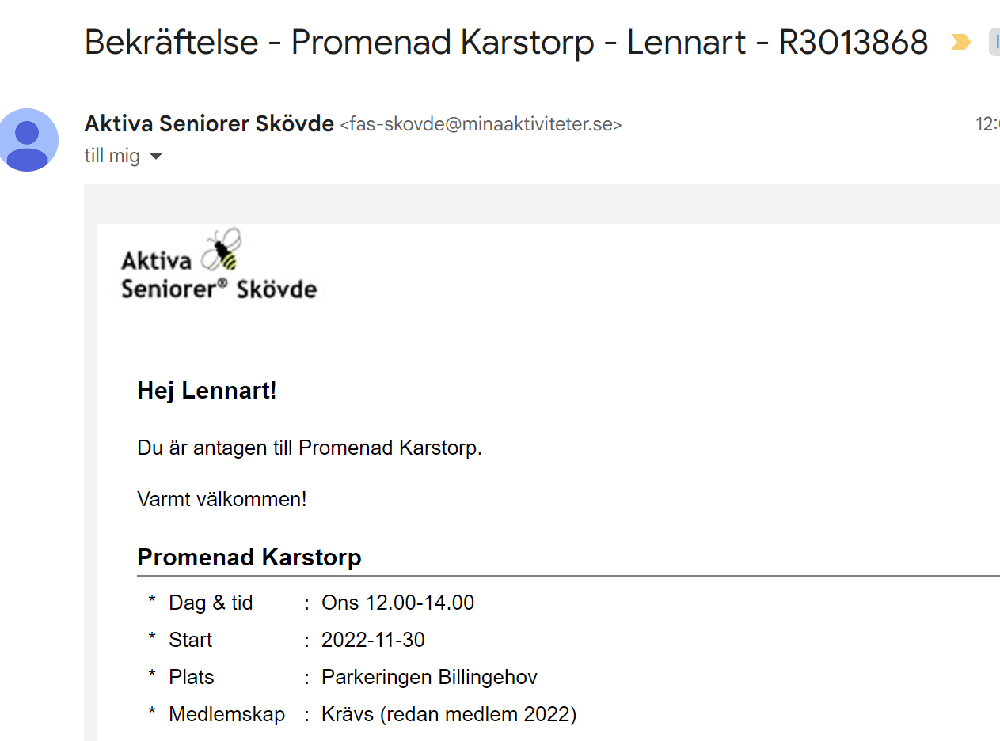 Bekräftelse - Promenad Karstorp - Lennart - R3013868
Aktiva Seniorer Skövde <fas-skovde@minaaktiviteter.se>
till mig
Aktiva
Seniorer® Skövde
Hej Lennart!
Du är antagen till Promenad Karstorp.
Varmt välkommen!
Promenad Karstorp
* Dag & tid : Ons 12.00-14.00
* Start : 2022-11-30
* Plats : Parkeringen Billingehov
* Medlemskap : Krävs (redan medlem 2022)